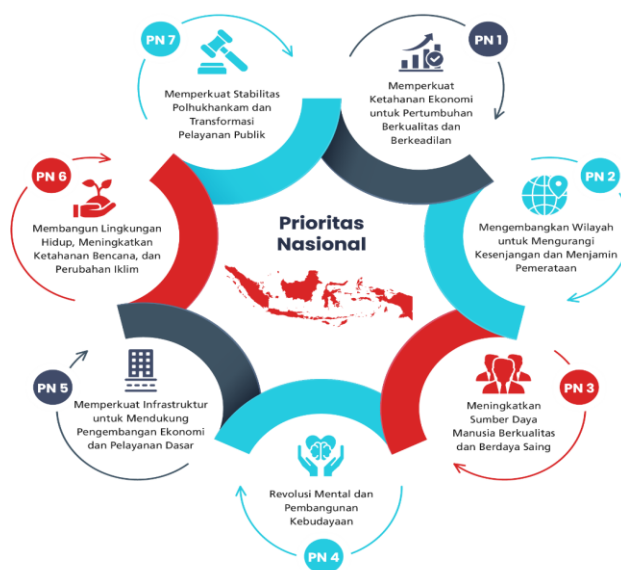 Prioritas
Nasional
PN 1
Memperkuat
Ketahanan Ekonomi
untuk Pertumbuhan
Berkualitas dan
Berkeadilan
PN 2
Mengembangkan Wilayah
untuk Mengurangi
Kesenjangan dan Menjamin
Pemerataan
PN 3
Meningkatkan
Sumber Daya
Manusia Berkualitas
dan Berdaya Saing
PN 4
Revolusi Mental dan
Pembangunan
Kebudayaan
PN 5
Memperkuat Infrastruktur
untuk Mendukung
Pengembangan Ekonomi
dan Pelayanan Dasar
PN 6
Membangun Lingkungan
Hidup, Meningkatkan
Ketahanan Bencana, dan
Perubahan Iklim
PN 7
Memperkuat Stabilitas
Polhukhankam dan
Transformasi
Pelayanan Publik